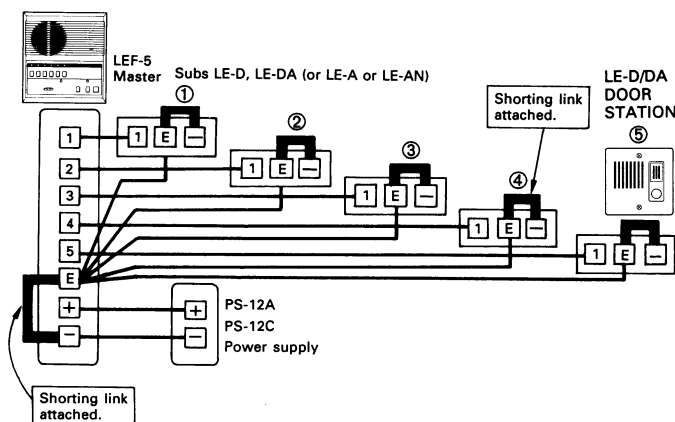 LEF-5
Master
Subs LE-D, LE-DA (or LE-A or LE-AN)
LE-D/DA
DOOR
STATION
Shorting link
attached.
① ② ③ ④ ⑤
1 1 E —
2 1 E —
3 1 E —
4 1 E —
5 1 E —
E
+ + PS-12A
PS-12C
− − Power supply
Shorting link
attached.